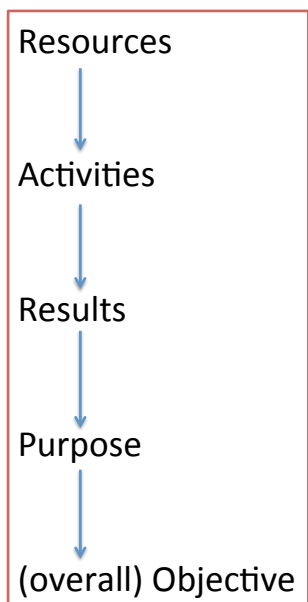 Resources
Activities
Results
Purpose
(overall) Objective